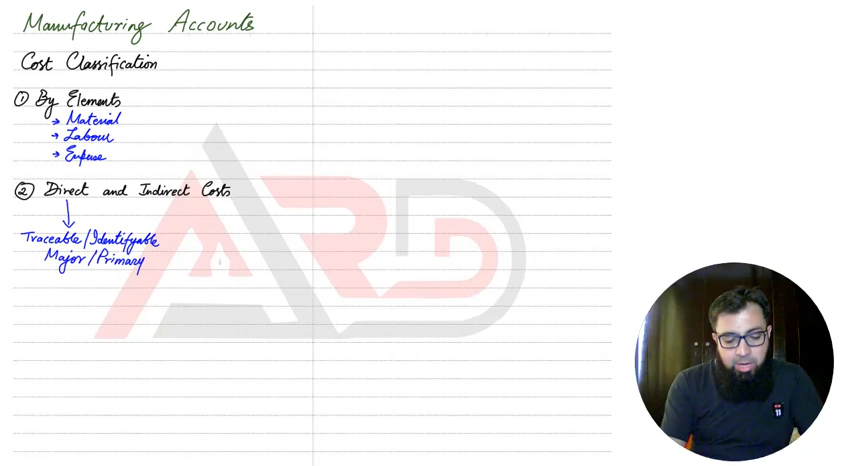 Manufacturing Accounts
Cost Classification
① By Elements
→ Material
→ Labour
→ Expense
② Direct and Indirect Costs
Traceable/Identifyable
Major/Primary
ARD